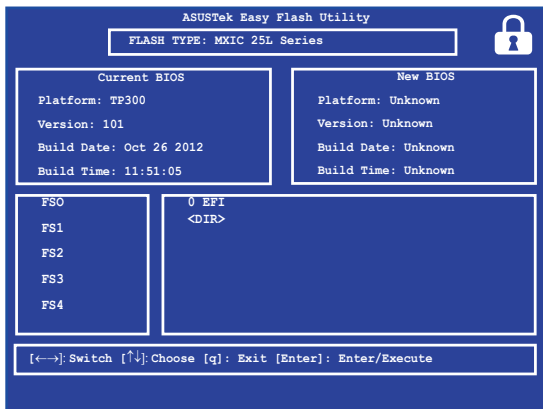 ASUSTek Easy Flash Utility
FLASH TYPE: MXIC 25L Series
Current BIOS
Platform: TP300
Version: 101
Build Date: Oct 26 2012
Build Time: 11:51:05
New BIOS
Platform: Unknown
Version: Unknown
Build Date: Unknown
Build Time: Unknown
FSO
FS1
FS2
FS3
FS4
0 EFI
<DIR>
[←→]: Switch [↑↓]: Choose [q]: Exit [Enter]: Enter/Execute